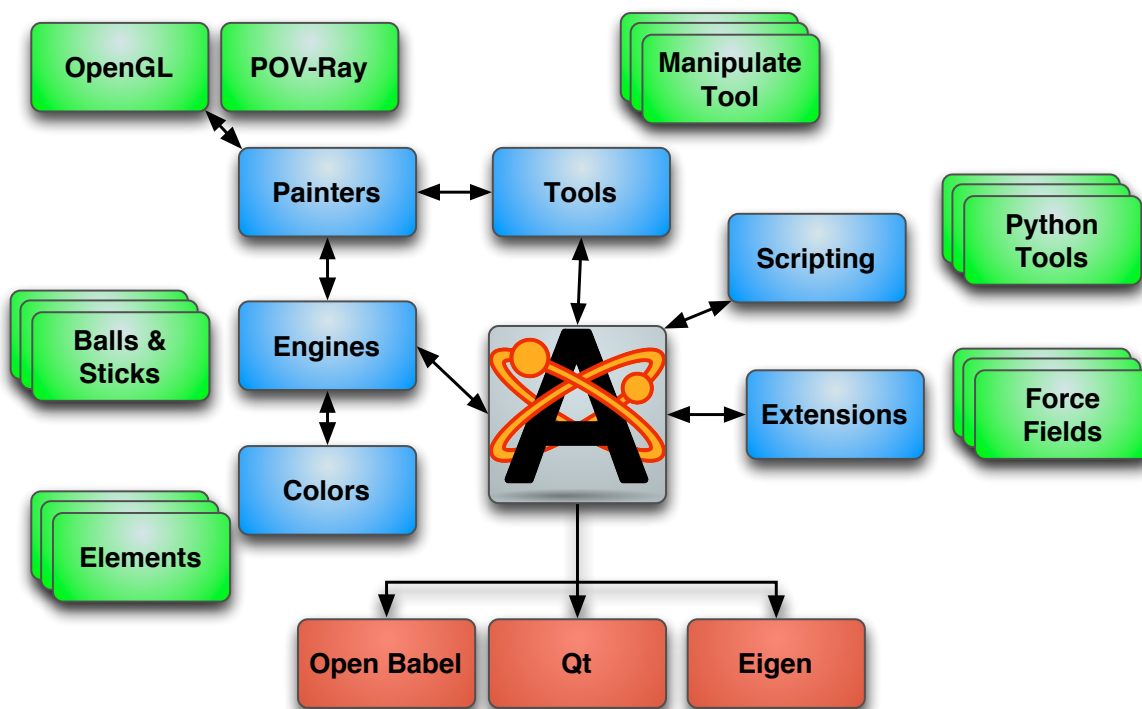 OpenGL
POV-Ray
Manipulate
Tool
Painters
Tools
Python
Tools
Scripting
Balls &
Sticks
Engines
A
Extensions
Force
Fields
Colors
Elements
Open Babel
Qt
Eigen